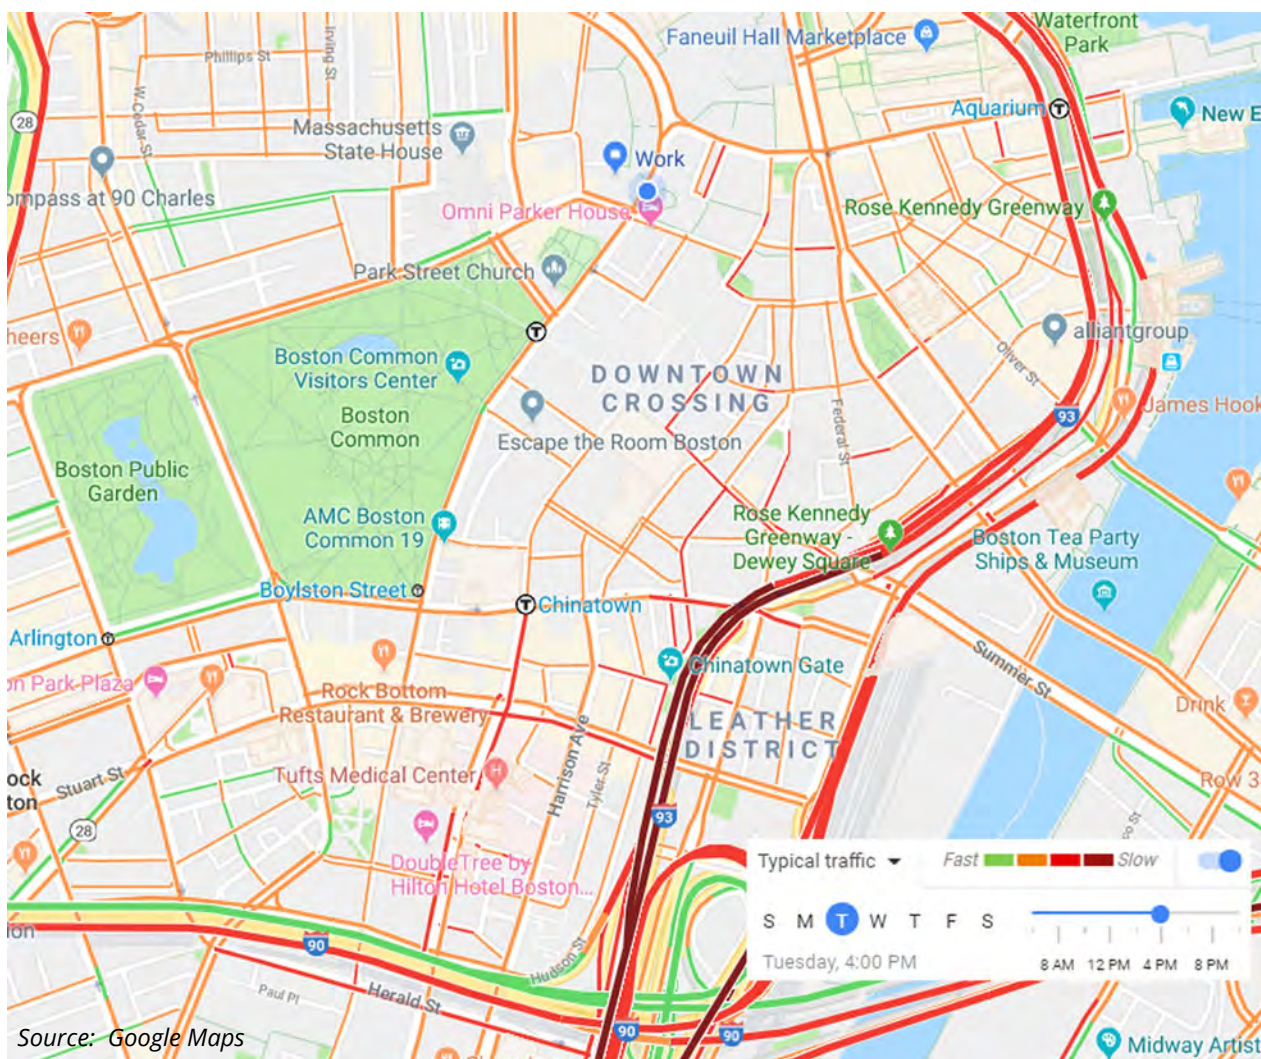 Waterfront
Park
Faneuil Hall Marketplace
Phillips St
Irving St
W Cedar St
28
Massachusetts
State House
Aquarium
T
New E
Work
ompass at 90 Charles
Omni Parker House
Rose Kennedy Greenway
Park Street Church
T
heers
alliantgroup
Boston Common
Visitors Center
DOWNTOWN
CROSSING
Oliver St
Boston
Common
Federal St
93
James Hook
Escape the Room Boston
Boston Public
Garden
AMC Boston
Common 19
Rose Kennedy
Greenway -
Dewey Square
Boston Tea Party
Ships & Museum
Boylston Street
T
T
Chinatown
Arlington
T
Summer St
Chinatown Gate
on Park Plaza
Rock Bottom
Restaurant & Brewery
Drink
LEATHER
DISTRICT
Harrison Ave
Tyler St
Tufts Medical Center
H
ock
ton
Stuart St
Row 3
28
93
vo St
DoubleTree by
Hilton Hotel Boston...
Typical traffic
Fast
Slow
S M T W T F S
Tuesday, 4:00 PM
8 AM 12 PM 4 PM 8 PM
ion
90
Hudson St
Paul Pl
Herald St
90
90
Source: Google Maps
Midway Artist